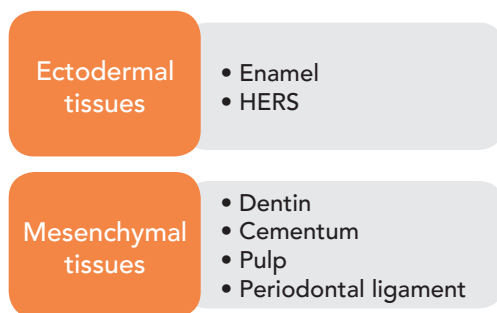 Ectodermal
tissues
• Enamel
• HERS
Mesenchymal
tissues
• Dentin
• Cementum
• Pulp
• Periodontal ligament